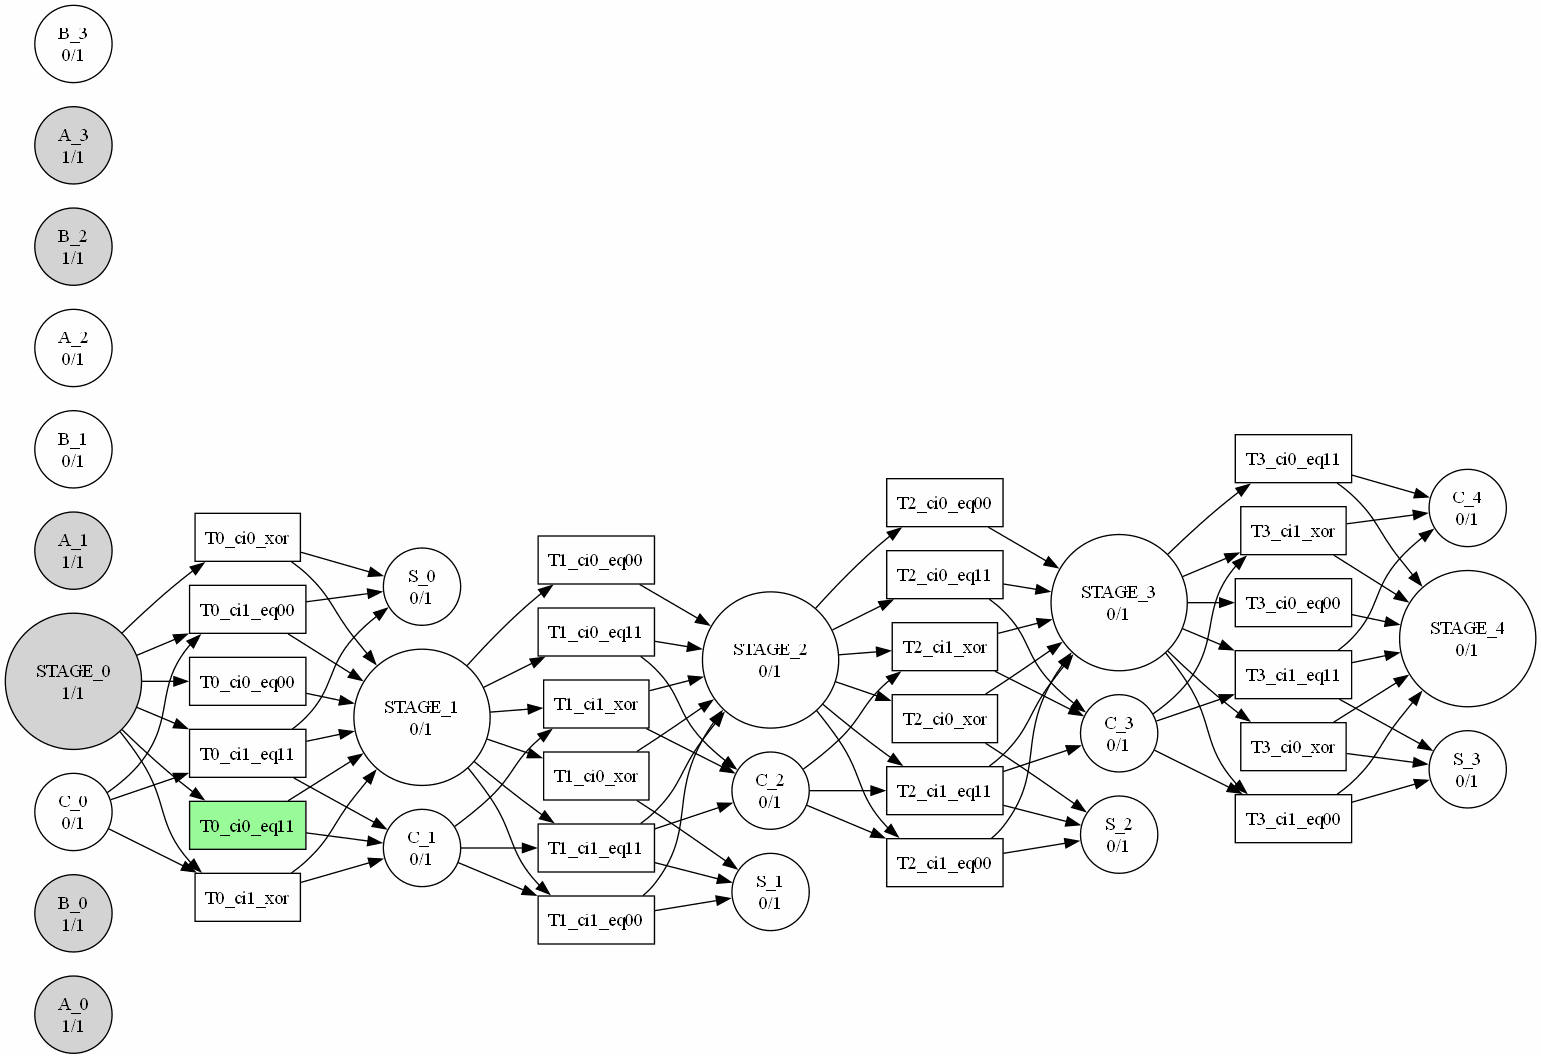 B_3
0/1
A_3
1/1
B_2
1/1
A_2
0/1
B_1
0/1
A_1
1/1
STAGE_0
1/1
C_0
0/1
B_0
1/1
A_0
1/1
T0_ci0_xor
T0_ci1_eq00
T0_ci0_eq00
T0_ci1_eq11
T0_ci0_eq11
T0_ci1_xor
S_0
0/1
STAGE_1
0/1
C_1
0/1
T1_ci0_eq00
T1_ci0_eq11
T1_ci1_xor
T1_ci0_xor
T1_ci1_eq11
T1_ci1_eq00
STAGE_2
0/1
C_2
0/1
S_1
0/1
T2_ci0_eq00
T2_ci0_eq11
T2_ci1_xor
T2_ci0_xor
T2_ci1_eq11
T2_ci1_eq00
STAGE_3
0/1
C_3
0/1
S_2
0/1
T3_ci0_eq11
T3_ci1_xor
T3_ci0_eq00
T3_ci1_eq11
T3_ci0_xor
T3_ci1_eq00
C_4
0/1
STAGE_4
0/1
S_3
0/1